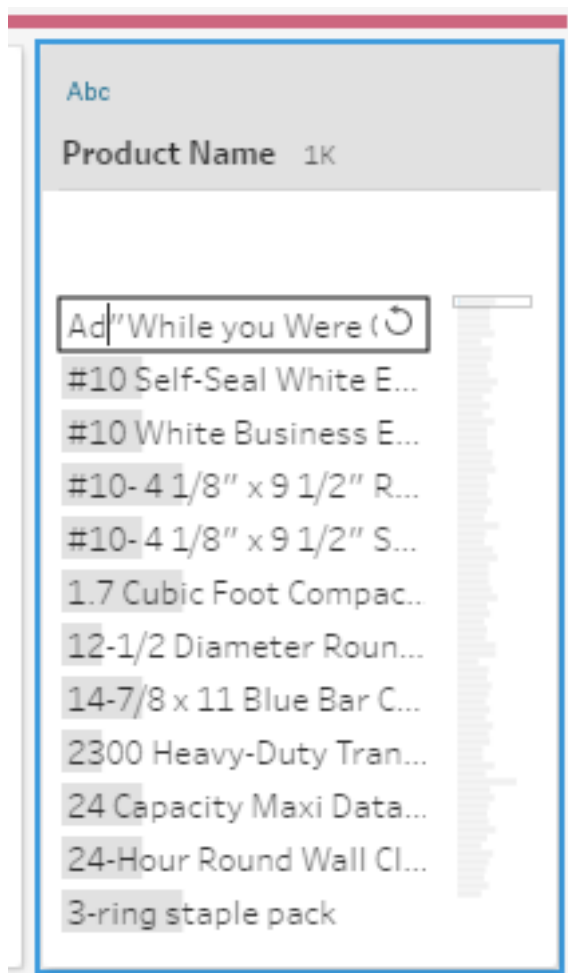 Abc
Product Name 1K
Ad"While you Were (
#10 Self-Seal White E...
#10 White Business E...
#10- 4 1/8" x 9 1/2" R...
#10- 4 1/8" x 9 1/2" S...
1.7 Cubic Foot Compac...
12-1/2 Diameter Roun...
14-7/8 x 11 Blue Bar C...
2300 Heavy-Duty Tran...
24 Capacity Maxi Data...
24-Hour Round Wall Cl...
3-ring staple pack